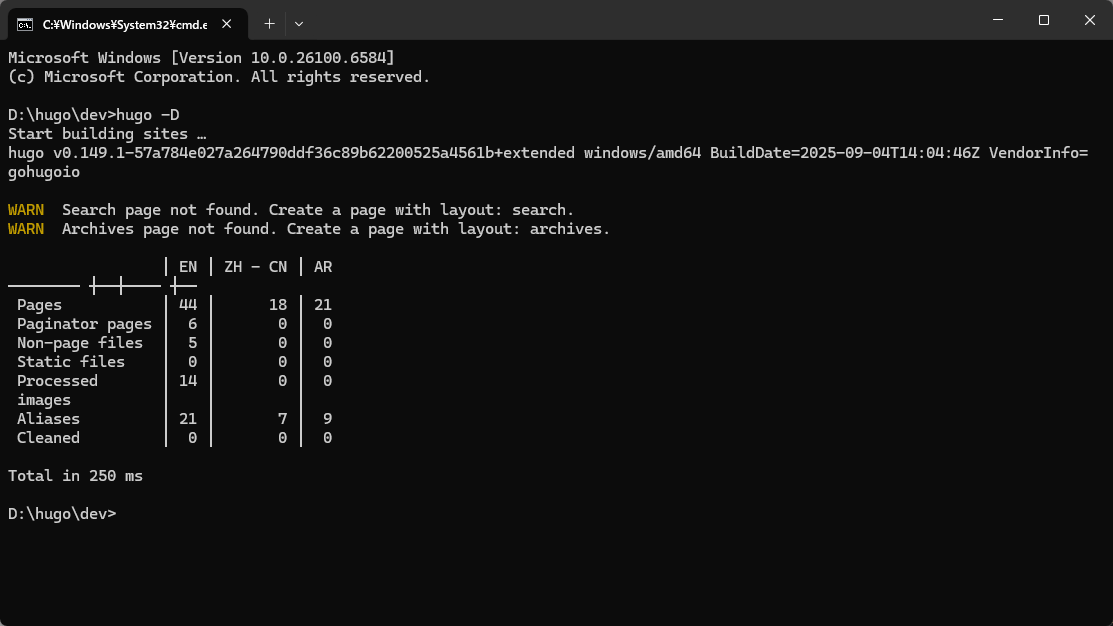 C:¥Windows¥System32¥cmd.e
Microsoft Windows [Version 10.0.26100.6584]
(c) Microsoft Corporation. All rights reserved.
D:\hugo\dev>hugo -D
Start building sites …
hugo v0.149.1-57a784e027a264790ddf36c89b62200525a4561b+extended windows/amd64 BuildDate=2025-09-04T14:04:46Z VendorInfo=
gohugoio
WARN  Search page not found. Create a page with layout: search.
WARN  Archives page not found. Create a page with layout: archives.
                 │ EN │ ZH - CN │ AR
──────── ─┼──┼──── ─┼──
 Pages           │ 44 │      18 │ 21
 Paginator pages │  6 │       0 │  0
 Non-page files  │  5 │       0 │  0
 Static files    │  0 │       0 │  0
 Processed       │ 14 │       0 │  0
 images          │    │         │
 Aliases         │ 21 │       7 │  9
 Cleaned         │  0 │       0 │  0
Total in 250 ms
D:\hugo\dev>